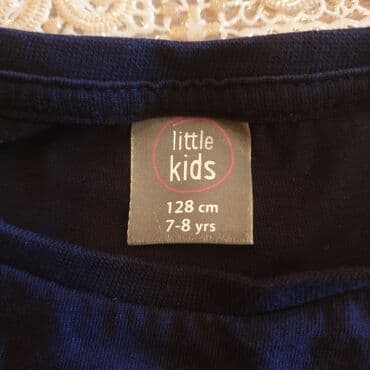 little
kids
128 cm
7-8 yrs